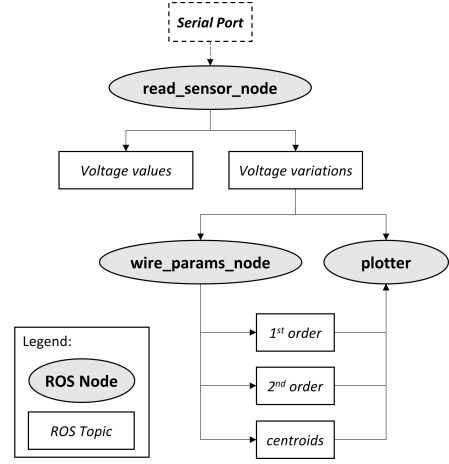 Serial Port
read_sensor_node
Voltage values
Voltage variations
wire_params_node
plotter
1st order
2nd order
centroids
Legend:
ROS Node
ROS Topic